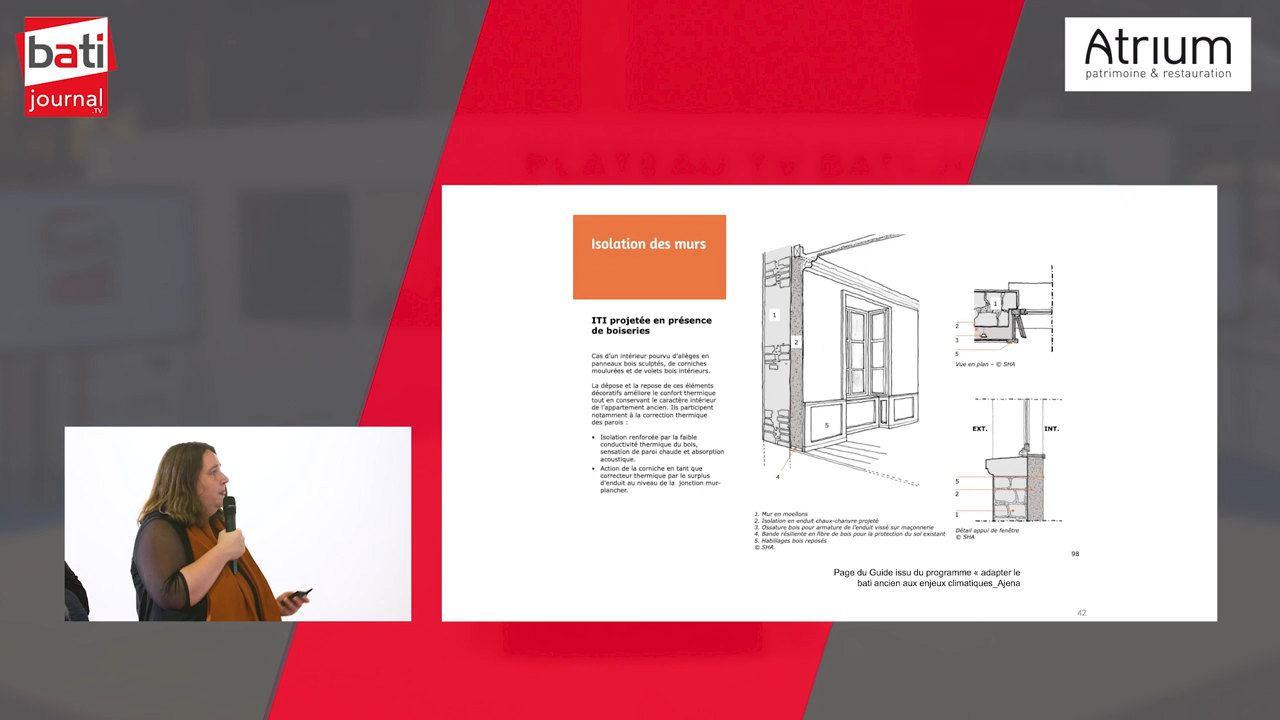 bati
journal
.TV
Atrium
patrimoine & restauration
PLATEAU TV BATI
Isolation des murs
ITI projetée en présence
de boiseries
Cas d'un intérieur pourvu d'allèges en
panneaux bois sculptés, de corniches
moulurées et de volets bois intérieurs.
La dépose et la repose de ces éléments
décoratifs améliore le confort thermique
tout en conservant le caractère intérieur
de l'appartement ancien. Ils participent
notamment à la correction thermique
des parois :
• Isolation renforcée par la faible
conductivité thermique du bois,
sensation de paroi chaude et absorption
acoustique.
• Action de la corniche en tant que
correcteur thermique par le surplus
d'enduit au niveau de la jonction mur-
plancher.
1
2
5
4
1. Mur en moellons
2. Isolation en enduit chaux-chanvre projeté
3. Ossature bois pour armature de l'enduit vissé sur maçonnerie
4. Bande résiliente en fibre de bois pour la protection du sol existant
5. Habillages bois reposés
© SHA
1
2
3
5
Vue en plan – © SHA
EXT.
INT.
5
2
1
Détail appui de fenêtre
© SHA
98
Page du Guide issu du programme « adapter le
bati ancien aux enjeux climatiques_Ajena
42